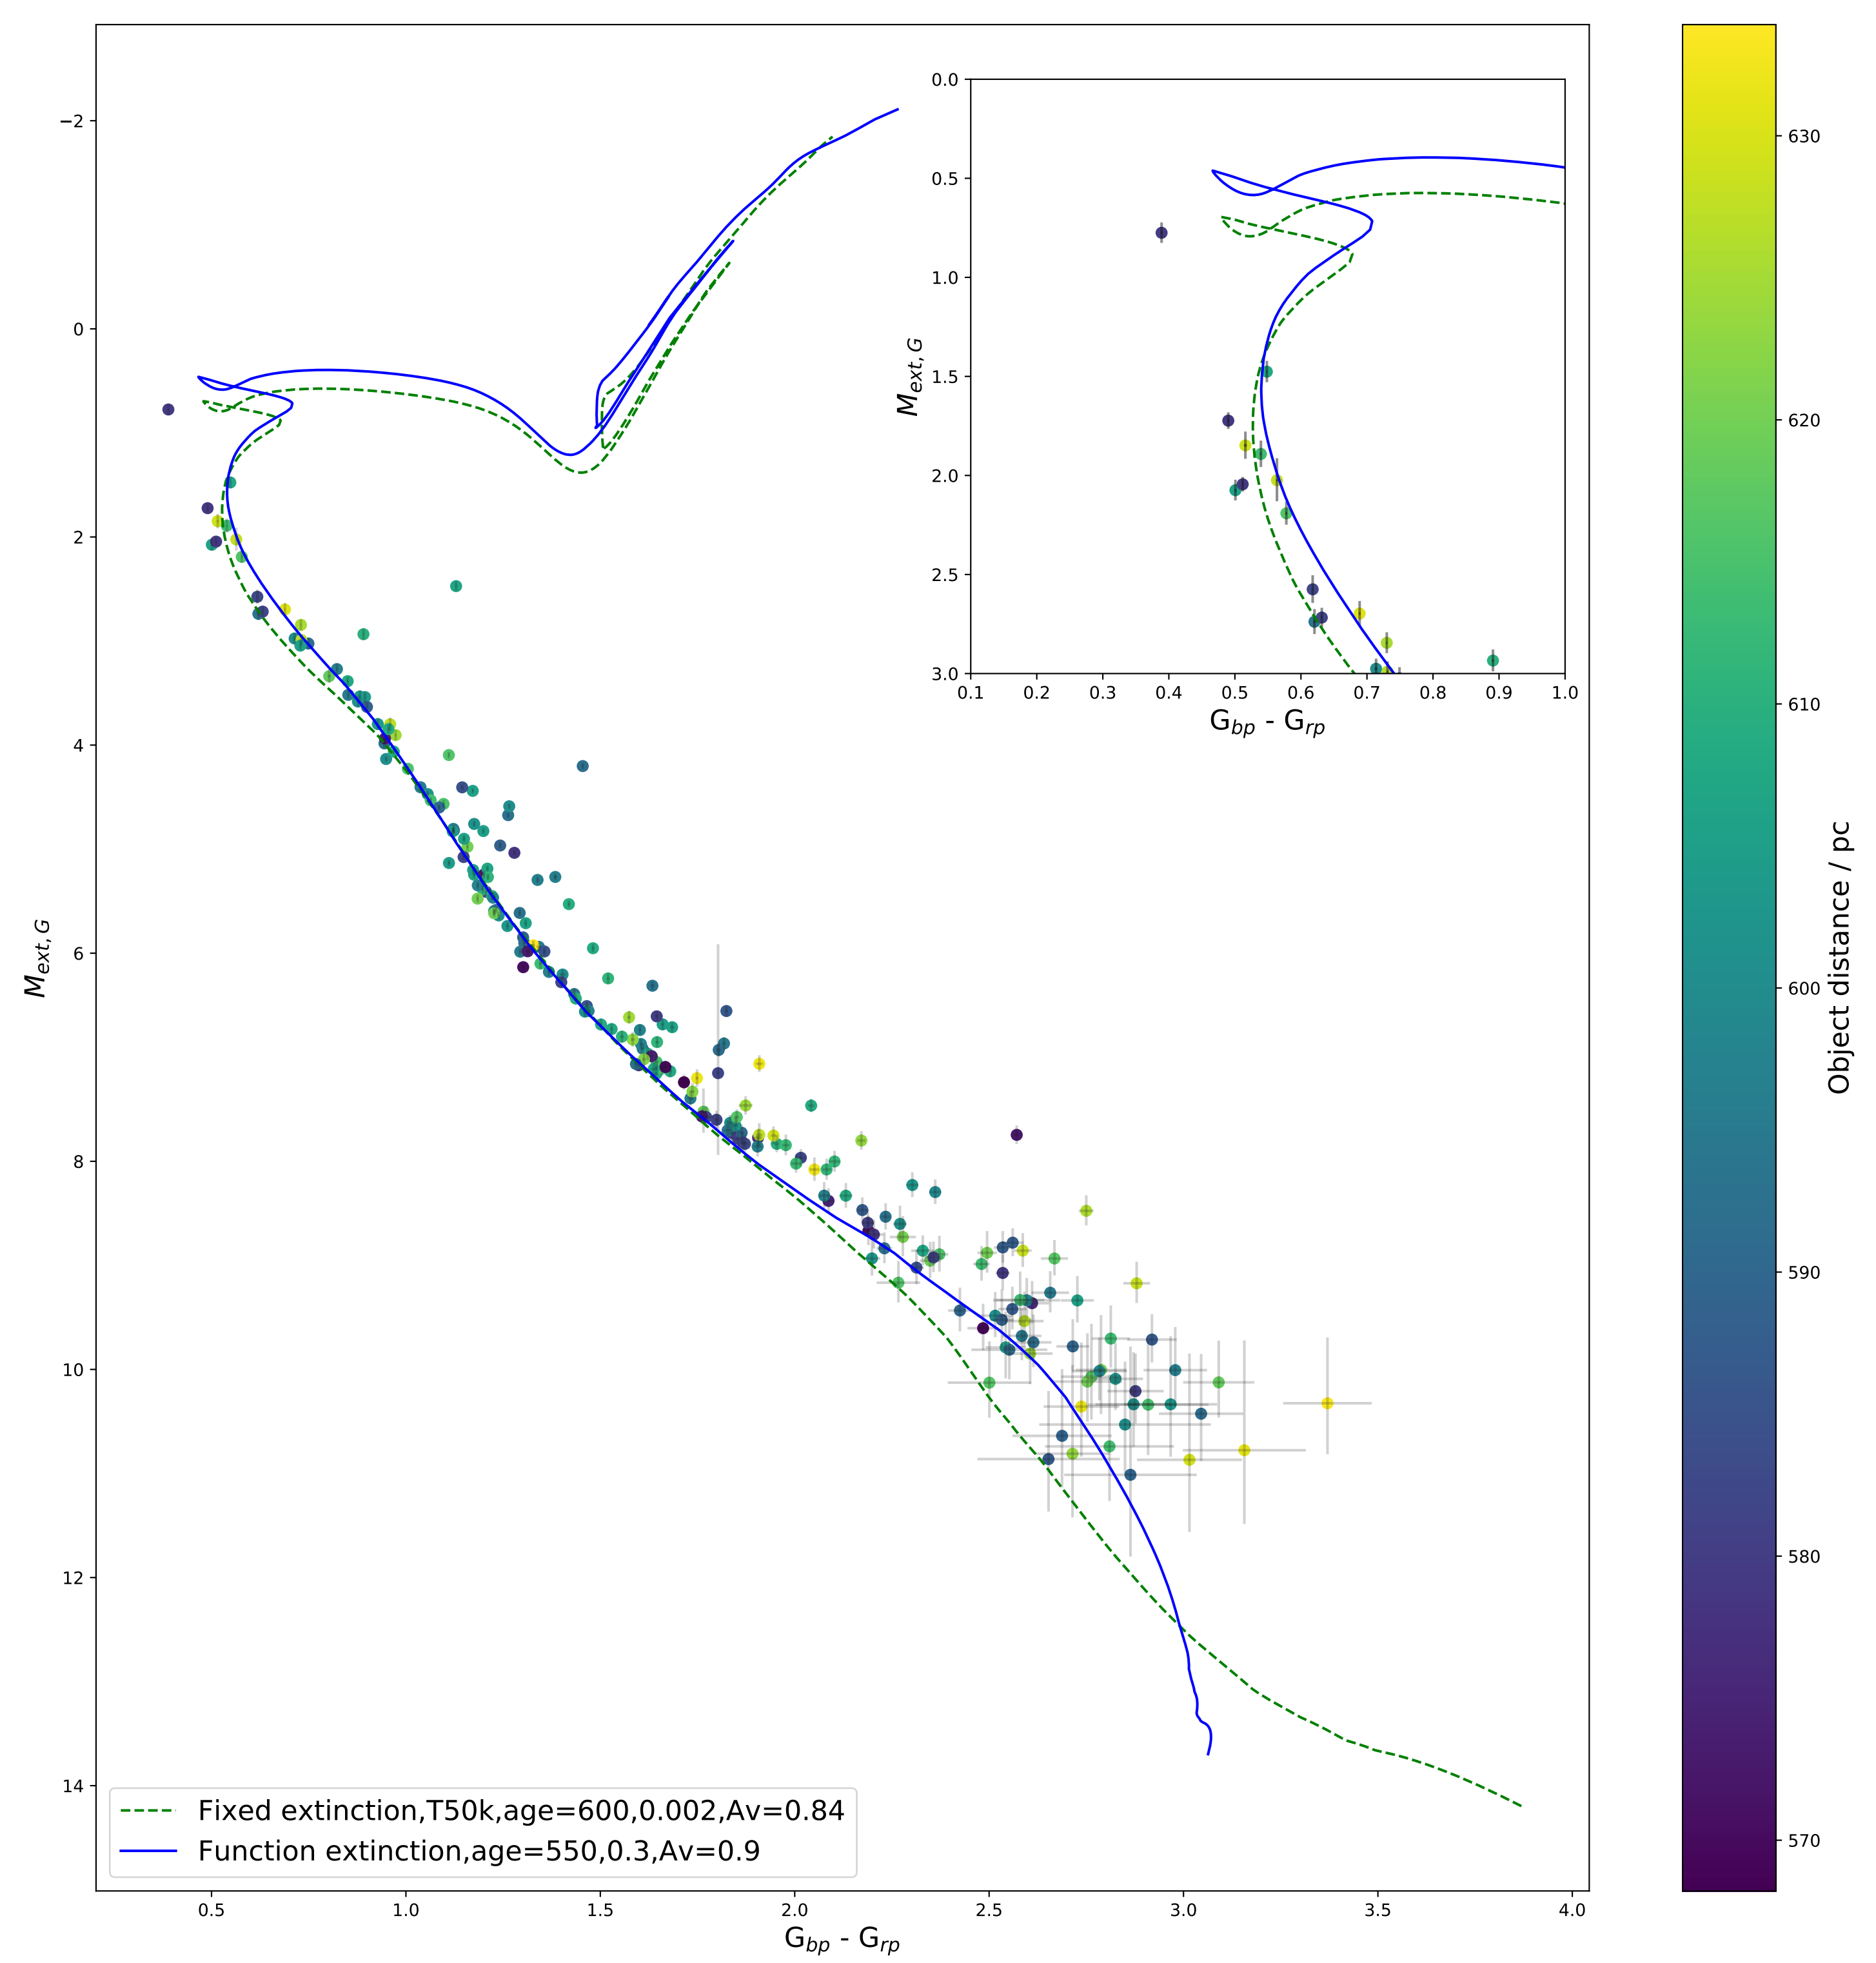 −2
0
2
4
6
8
10
12
14
M_ext,G
0.5 1.0 1.5 2.0 2.5 3.0 3.5 4.0
G_bp - G_rp
0.0
0.5
1.0
1.5
2.0
2.5
3.0
M_ext,G
0.1 0.2 0.3 0.4 0.5 0.6 0.7 0.8 0.9 1.0
G_bp - G_rp
Fixed extinction,T50k,age=600,0.002,Av=0.84
Function extinction,age=550,0.3,Av=0.9
630
620
610
600
590
580
570
Object distance / pc